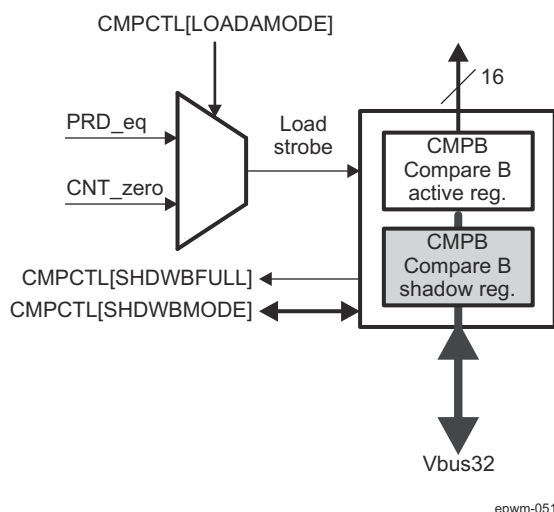 CMPCTL[LOADAMODE]
16
PRD_eq
Load
strobe
CNT_zero
CMPB
Compare B
active reg.
CMPB
Compare B
shadow reg.
CMPCTL[SHDWBFULL]
CMPCTL[SHDWBMODE]
Vbus32
epwm-051